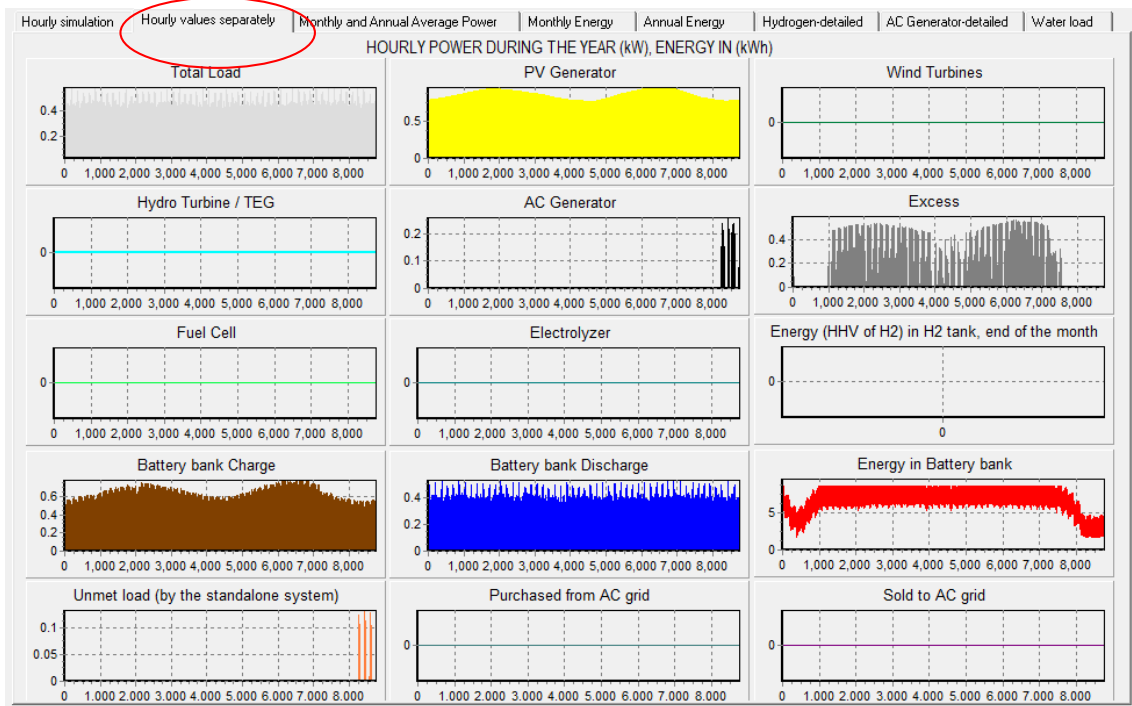 Hourly simulation Hourly values separately Monthly and Annual Average Power Monthly Energy Annual Energy Hydrogen-detailed AC Generator-detailed Water load
HOURLY POWER DURING THE YEAR (kW), ENERGY IN (kWh)
Total Load
0.4
0.2
0 1,000 2,000 3,000 4,000 5,000 6,000 7,000 8,000
PV Generator
0.5
0
0 1,000 2,000 3,000 4,000 5,000 6,000 7,000 8,000
Wind Turbines
0
0 1,000 2,000 3,000 4,000 5,000 6,000 7,000 8,000
Hydro Turbine / TEG
0
0 1,000 2,000 3,000 4,000 5,000 6,000 7,000 8,000
AC Generator
0.2
0.1
0
0 1,000 2,000 3,000 4,000 5,000 6,000 7,000 8,000
Excess
0.4
0.2
0
0 1,000 2,000 3,000 4,000 5,000 6,000 7,000 8,000
Fuel Cell
0
0 1,000 2,000 3,000 4,000 5,000 6,000 7,000 8,000
Electrolyzer
0
0 1,000 2,000 3,000 4,000 5,000 6,000 7,000 8,000
Energy (HHV of H2) in H2 tank, end of the month
0
0
Battery bank Charge
0.6
0.4
0.2
0
0 1,000 2,000 3,000 4,000 5,000 6,000 7,000 8,000
Battery bank Discharge
0.4
0.2
0
0 1,000 2,000 3,000 4,000 5,000 6,000 7,000 8,000
Energy in Battery bank
5
0
0 1,000 2,000 3,000 4,000 5,000 6,000 7,000 8,000
Unmet load (by the standalone system)
0.1
0.05
0
0 1.000 2.000 3.000 4.000 5.000 6.000 7.000 8.000
Purchased from AC grid
0
0 1.000 2.000 3.000 4.000 5.000 6.000 7.000 8.000
Sold to AC grid
0
0 1.000 2.000 3.000 4.000 5.000 6.000 7.000 8.000